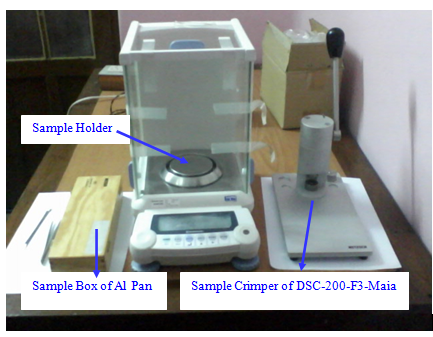 Sample Holder
Sample Box of Al Pan
Sample Crimper of DSC-200-F3-Maia